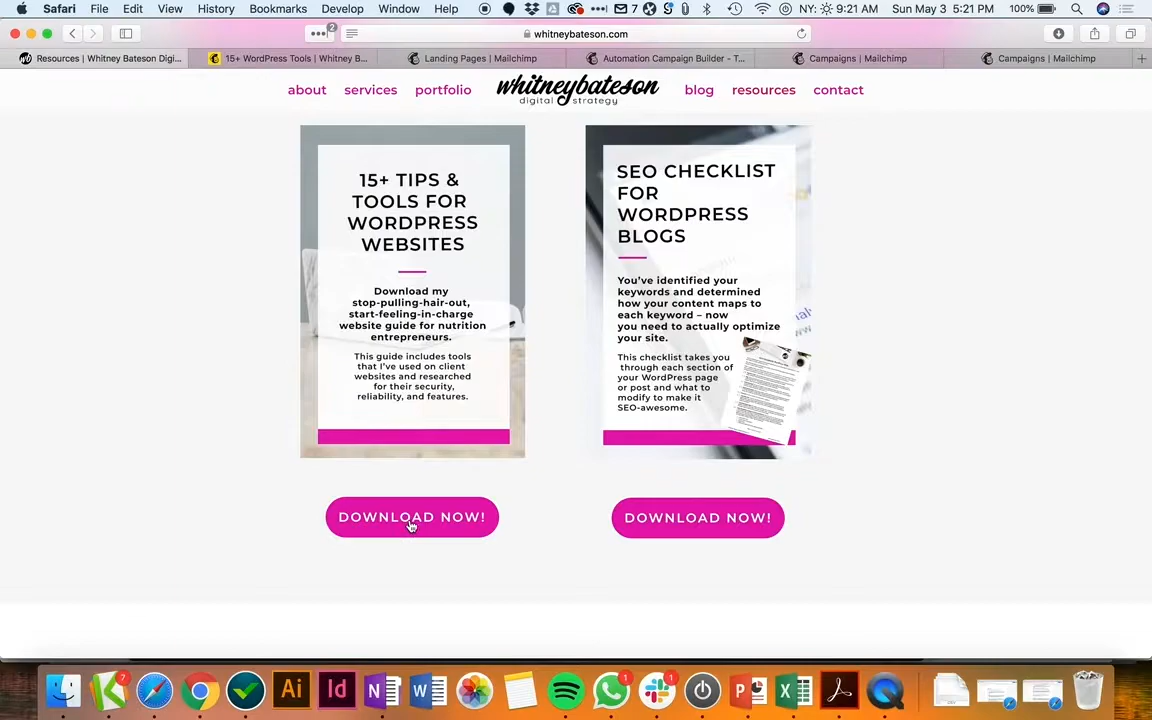 Safari File Edit View History Bookmarks Develop Window Help 7 NY: 9:21 AM Sun May 3 5:21 PM 100%
2
whitneybateson.com
Resources | Whitney Bateson Digi...
15+ WordPress Tools | Whitney B...
Landing Pages | Mailchimp
Automation Campaign Builder - T...
Campaigns | Mailchimp
Campaigns | Mailchimp
about services portfolio whitneybateson blog resources contact
digital strategy
15+ TIPS &
TOOLS FOR
WORDPRESS
WEBSITES
Download my
stop-pulling-hair-out,
start-feeling-in-charge
website guide for nutrition
entrepreneurs.
This guide includes tools
that I've used on client
websites and researched
for their security,
reliability, and features.
DOWNLOAD NOW!
SEO CHECKLIST
FOR
WORDPRESS
BLOGS
You've identified your
keywords and determined
how your content maps to
each keyword – now
you need to actually optimize
your site.
This checklist takes you
through each section of
your WordPress page
or post and what to
modify to make it
SEO-awesome.
DOWNLOAD NOW!
7
Ai
Id
N
W
1
1
P
X